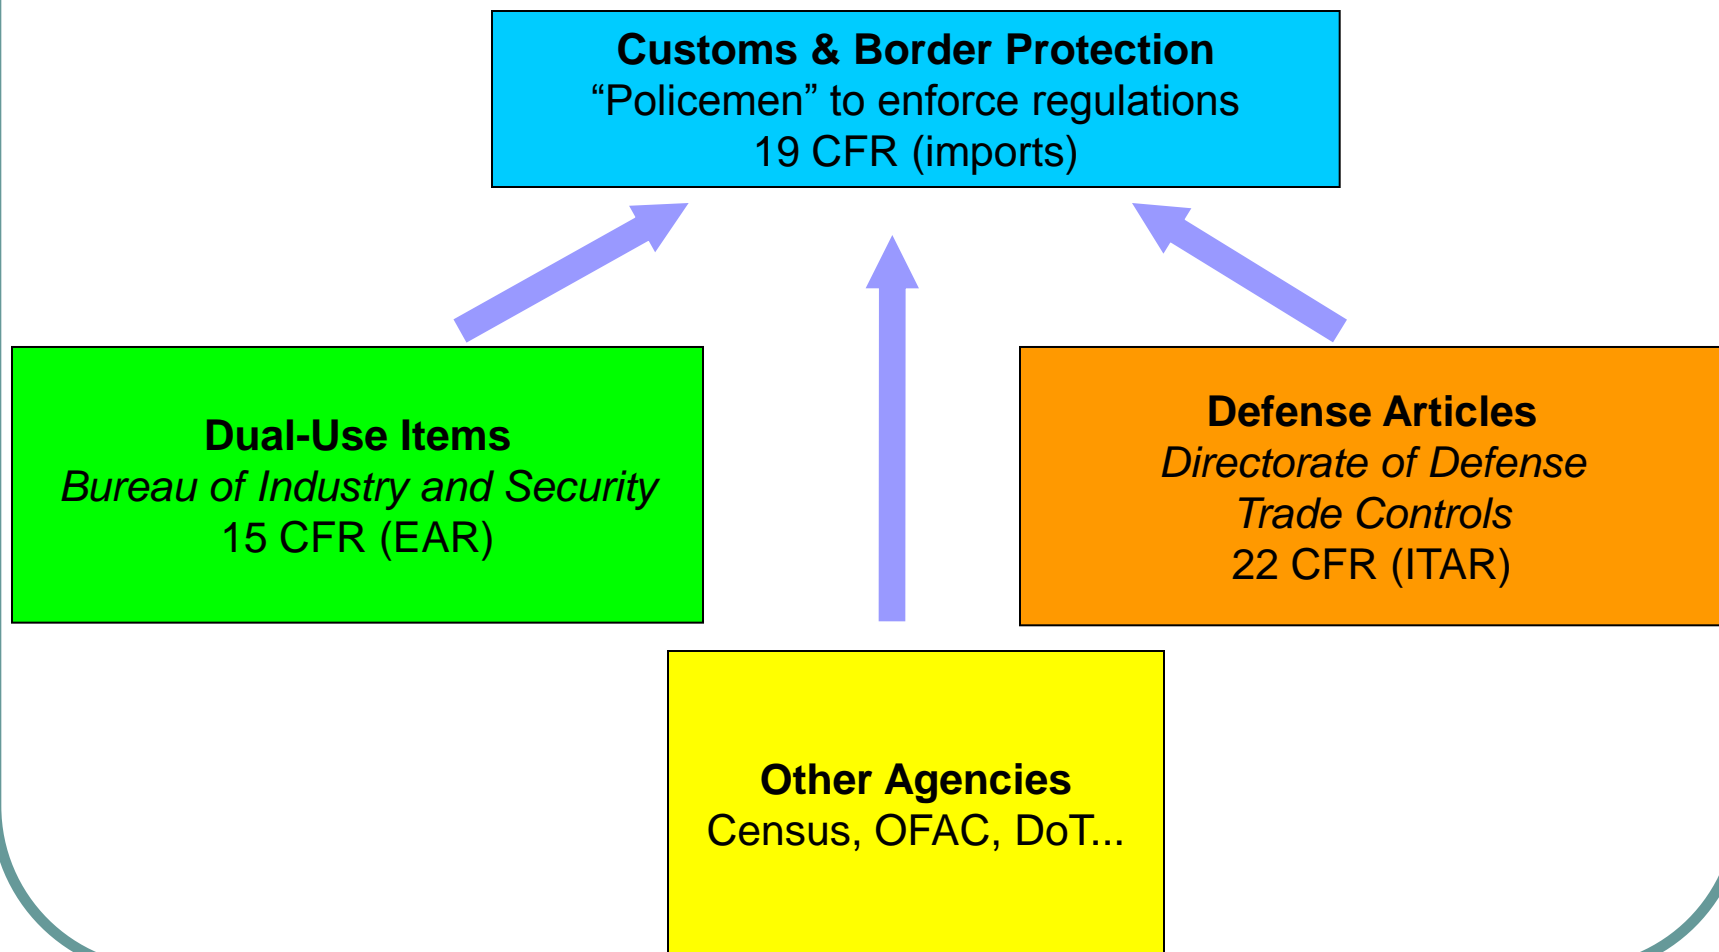 Customs & Border Protection
“Policemen” to enforce regulations
19 CFR (imports)
Dual-Use Items
Bureau of Industry and Security
15 CFR (EAR)
Defense Articles
Directorate of Defense
Trade Controls
22 CFR (ITAR)
Other Agencies
Census, OFAC, DoT...